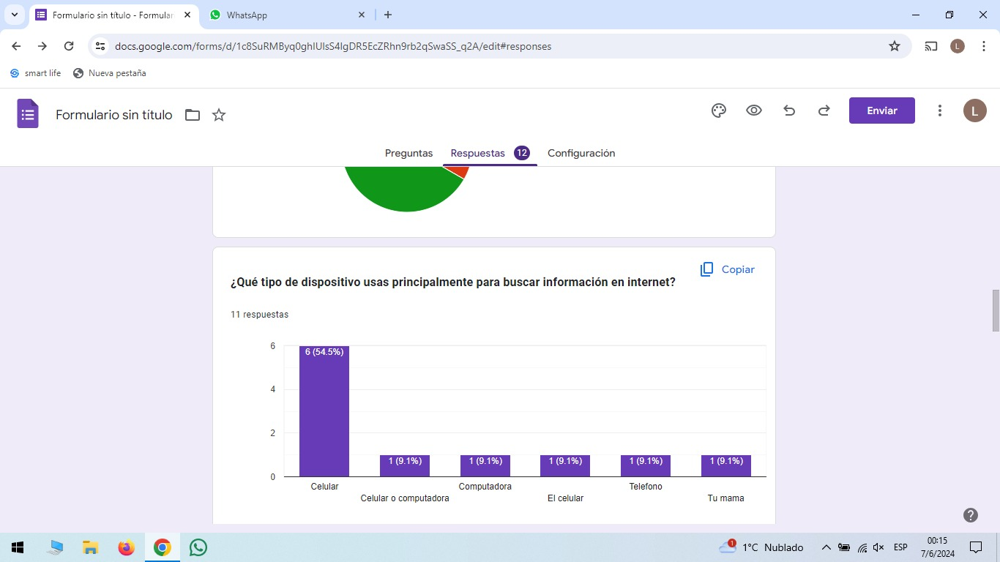 Formulario sin título - Formular
WhatsApp
docs.google.com/forms/d/1c8SuRMByq0ghIUIsS4lgDR5EcZRhn9rb2qSwaSS_q2A/edit#responses
L
smart life
Nueva pestaña
Formulario sin título
Enviar
L
Preguntas
Respuestas 12
Configuración
Copiar
¿Qué tipo de dispositivo usas principalmente para buscar información en internet?
11 respuestas
6
4
2
0
6 (54.5%)
1 (9.1%)
1 (9.1%)
1 (9.1%)
1 (9.1%)
1 (9.1%)
Celular
Celular o computadora
Computadora
El celular
Telefono
Tu mama
1
1°C Nublado
ESP
00:15
7/6/2024